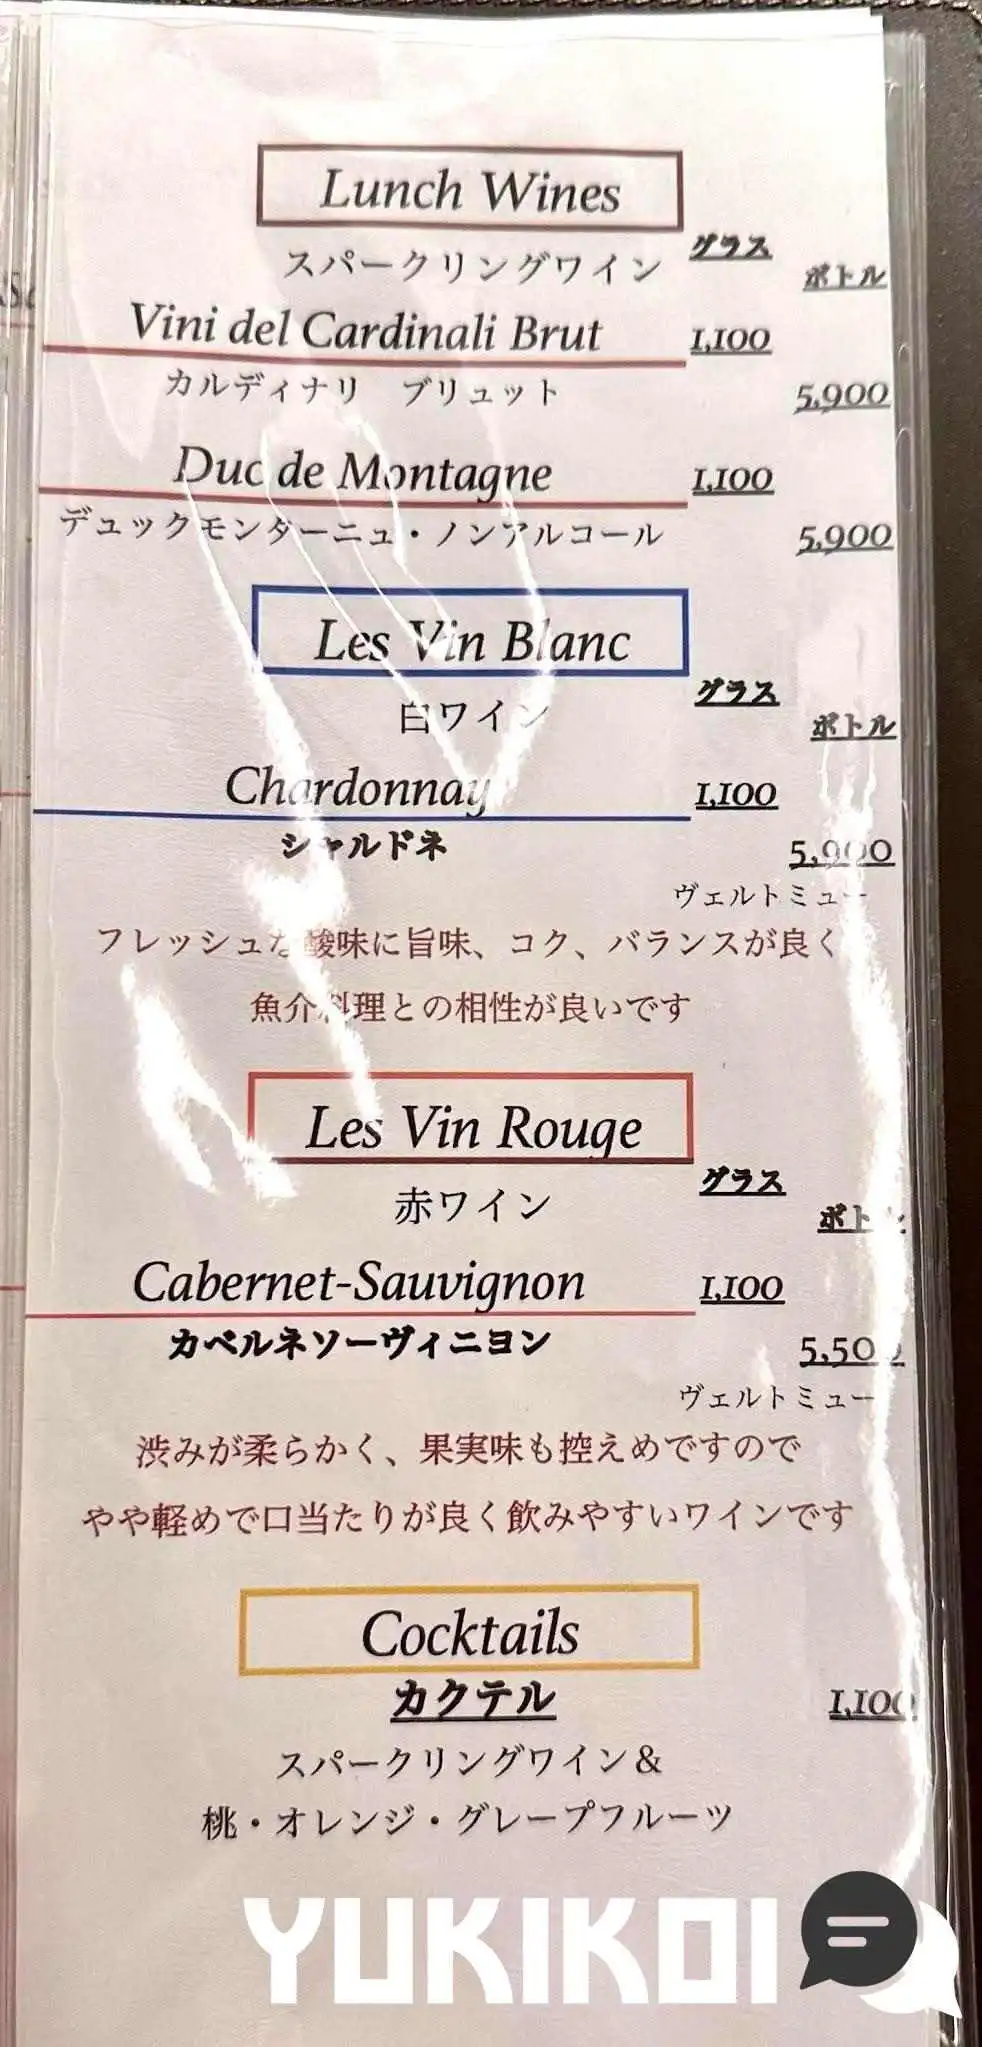 Lunch Wines
スパークリングワイン グラス ボトル
Vini del Cardinali Brut 1,100
カルディナリ ブリュット 5,900
Duc de Montagne 1,100
デュックモンターニュ・ノンアルコール 5,900
Les Vin Blanc
白ワイン グラス ボトル
Chardonnay 1,100
シャルドネ 5,900
ヴェルトミュー
フレッシュな酸味に旨味、コク、バランスが良く
魚介料理との相性が良いです
Les Vin Rouge
赤ワイン グラス ボトル
Cabernet-Sauvignon 1,100
カベルネソーヴィニヨン 5,500
ヴェルトミュー
渋みが柔らかく、果実味も控えめですので
やや軽めで口当たりが良く飲みやすいワインです
Cocktails
カクテル 1,100
スパークリングワイン&
桃・オレンジ・グレープフルーツ
YUKIKOI